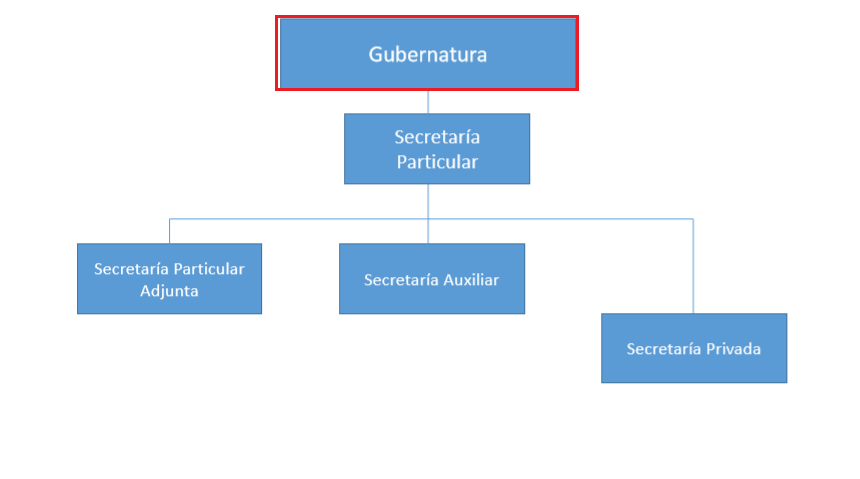 Gubernatura
Secretaría
Particular
Secretaría Particular
Adjunta
Secretaría Auxiliar
Secretaría Privada